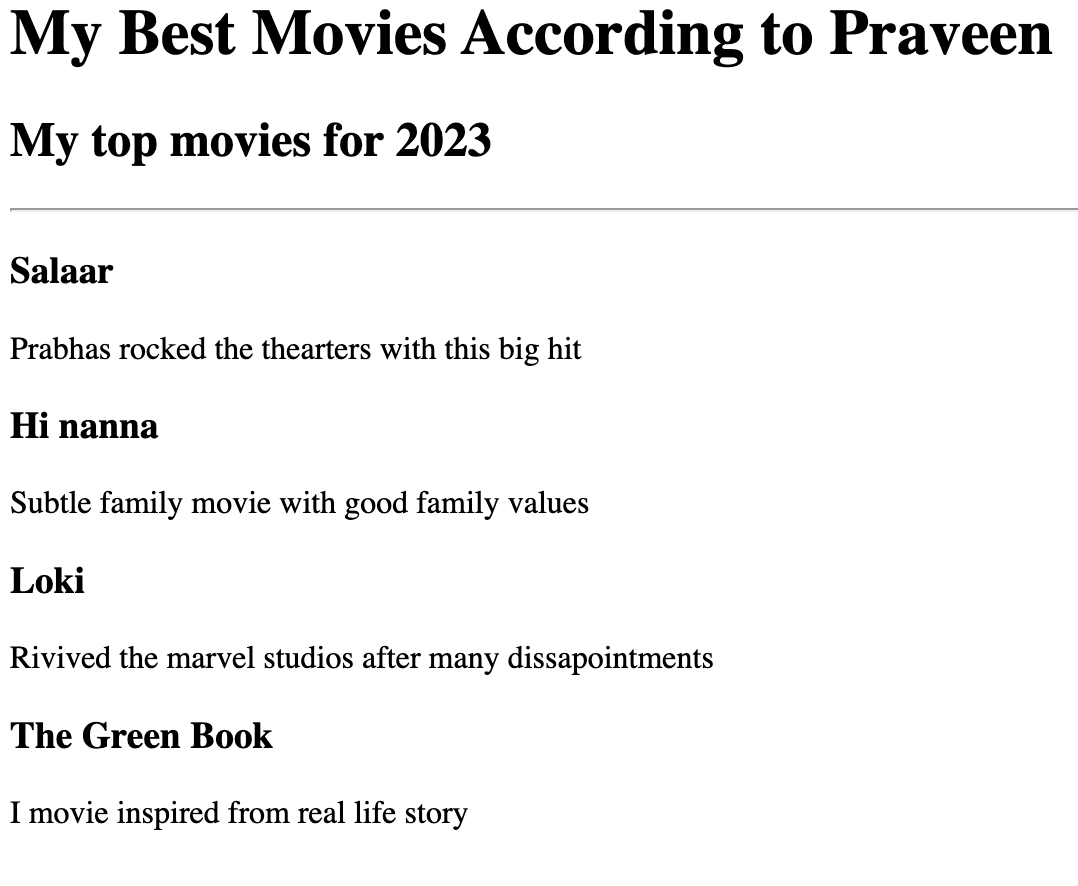 My Best Movies According to Praveen
My top movies for 2023
Salaar
Prabhas rocked the thearters with this big hit
Hi nanna
Subtle family movie with good family values
Loki
Rivived the marvel studios after many dissapointments
The Green Book
I movie inspired from real life story